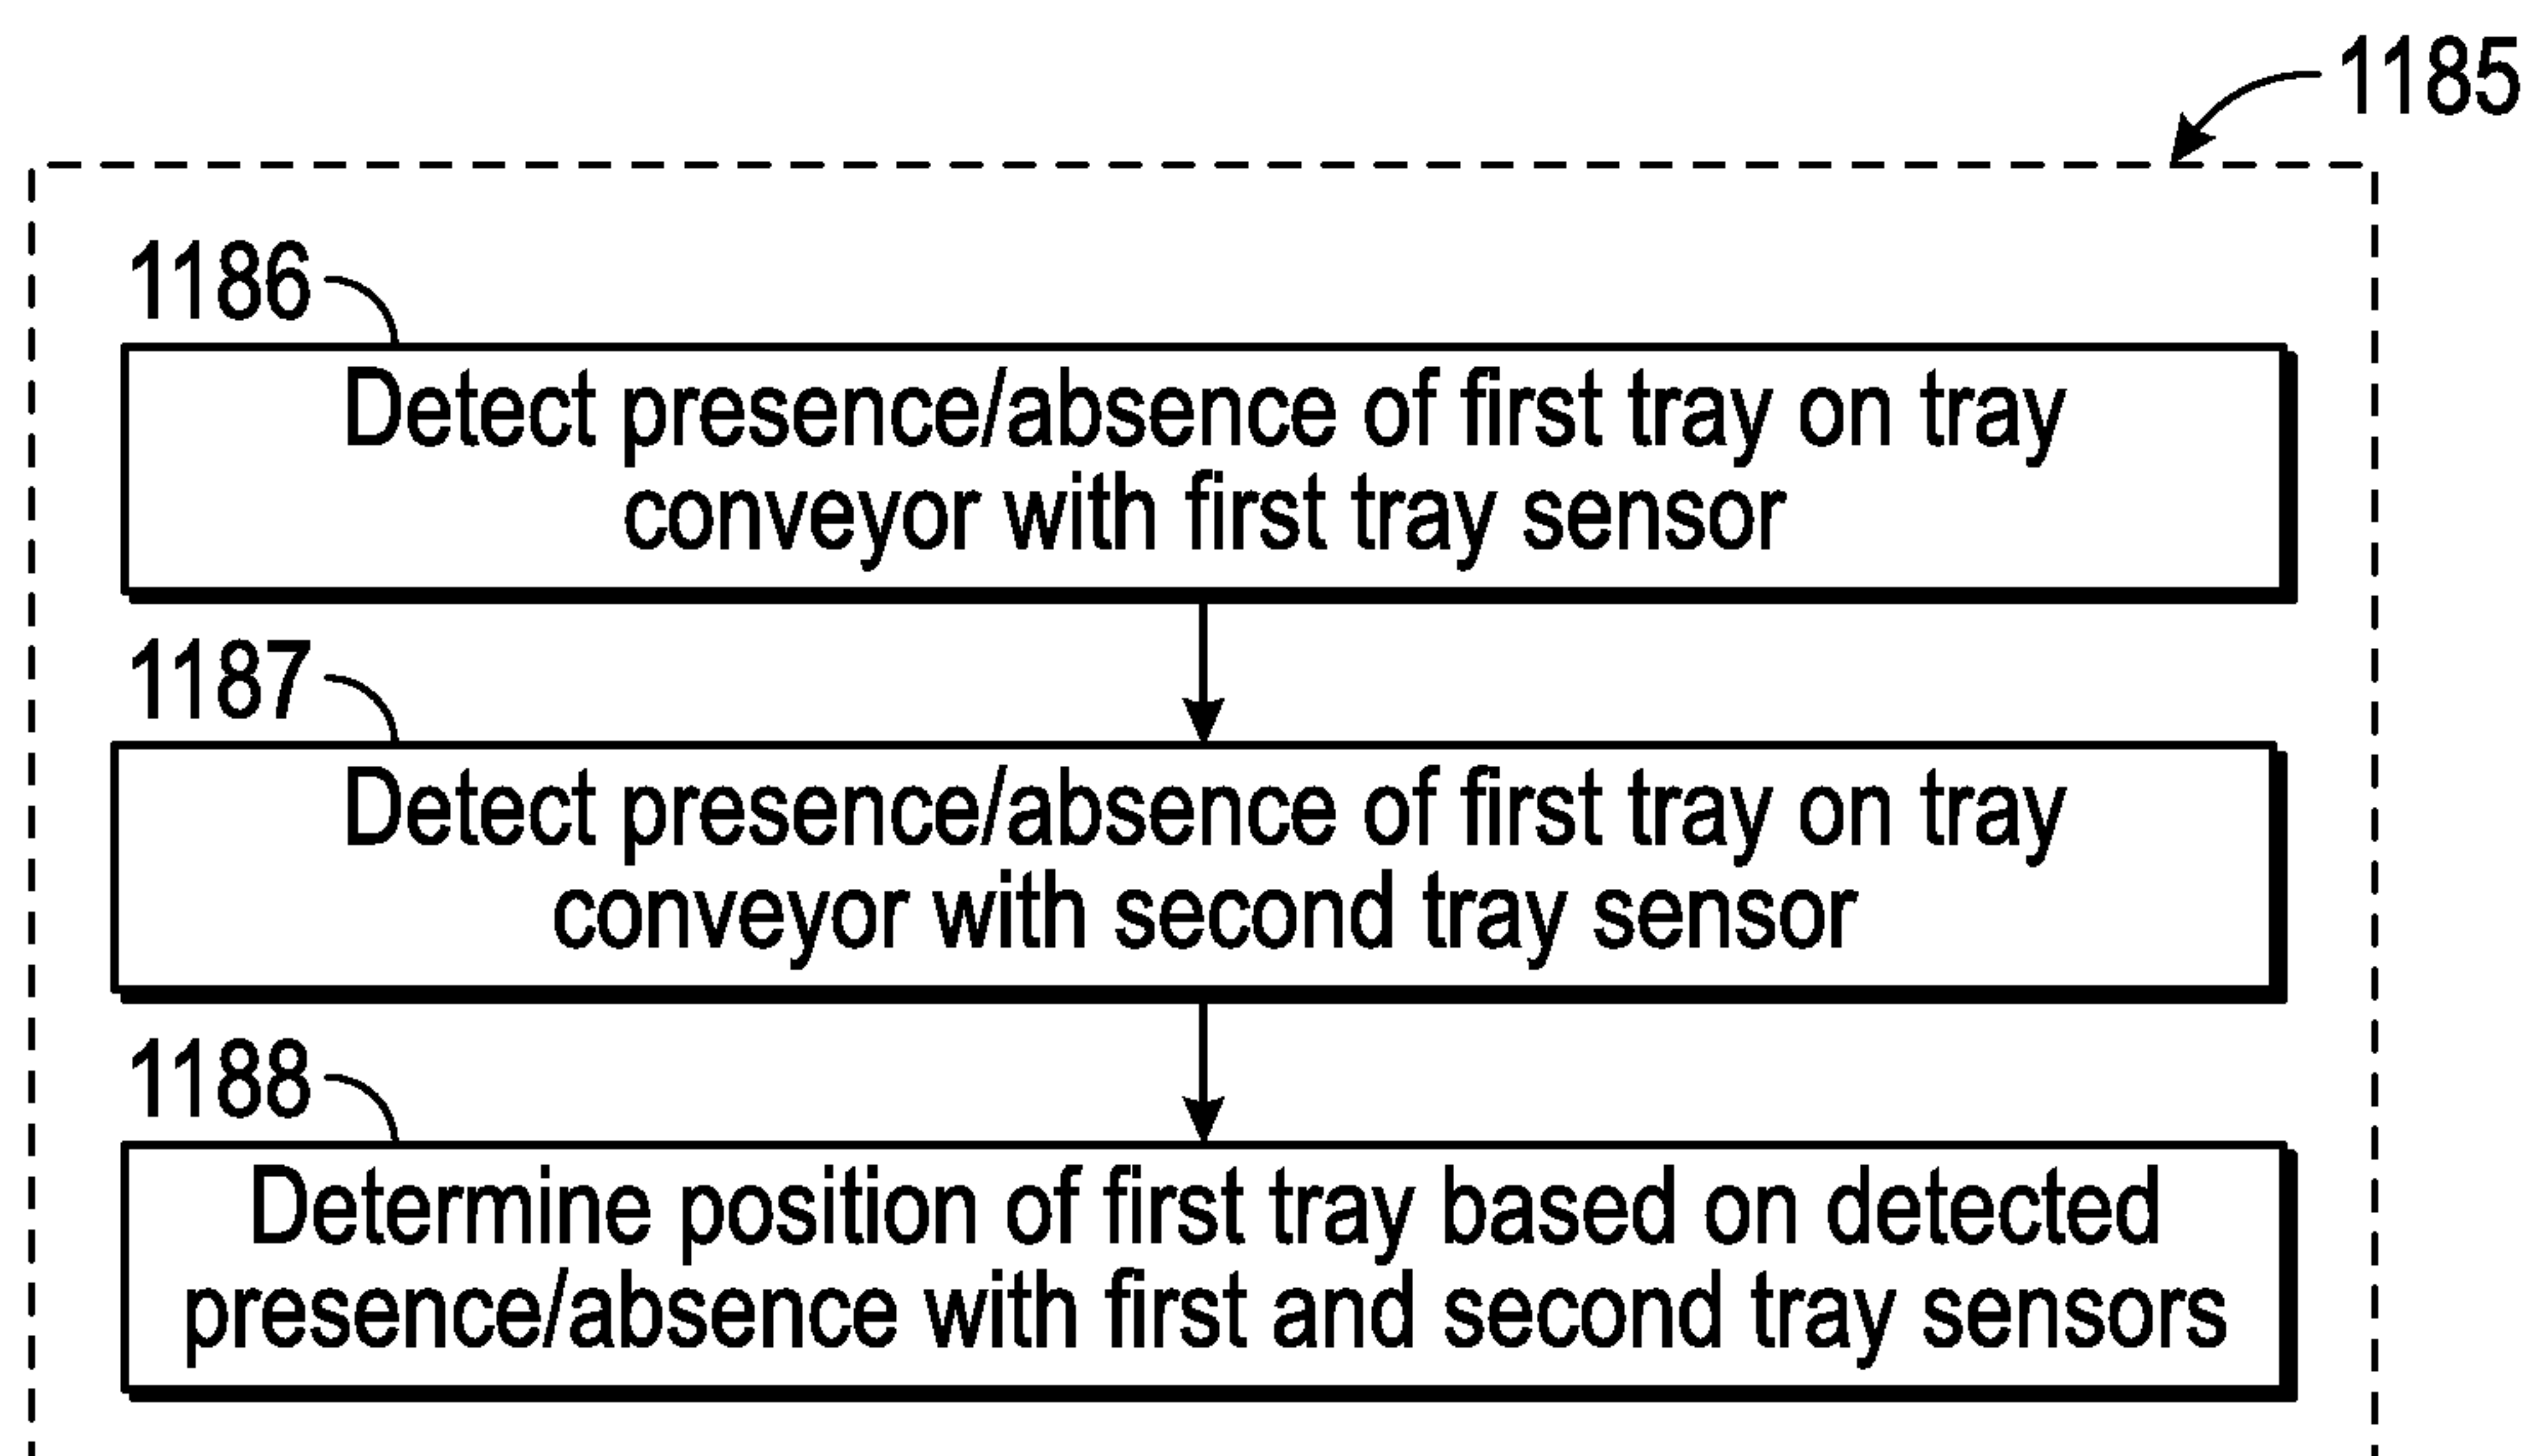 1185
1186
Detect presence/absence of first tray on tray
conveyor with first tray sensor
1187
Detect presence/absence of first tray on tray
conveyor with second tray sensor
1188
Determine position of first tray based on detected
presence/absence with first and second tray sensors